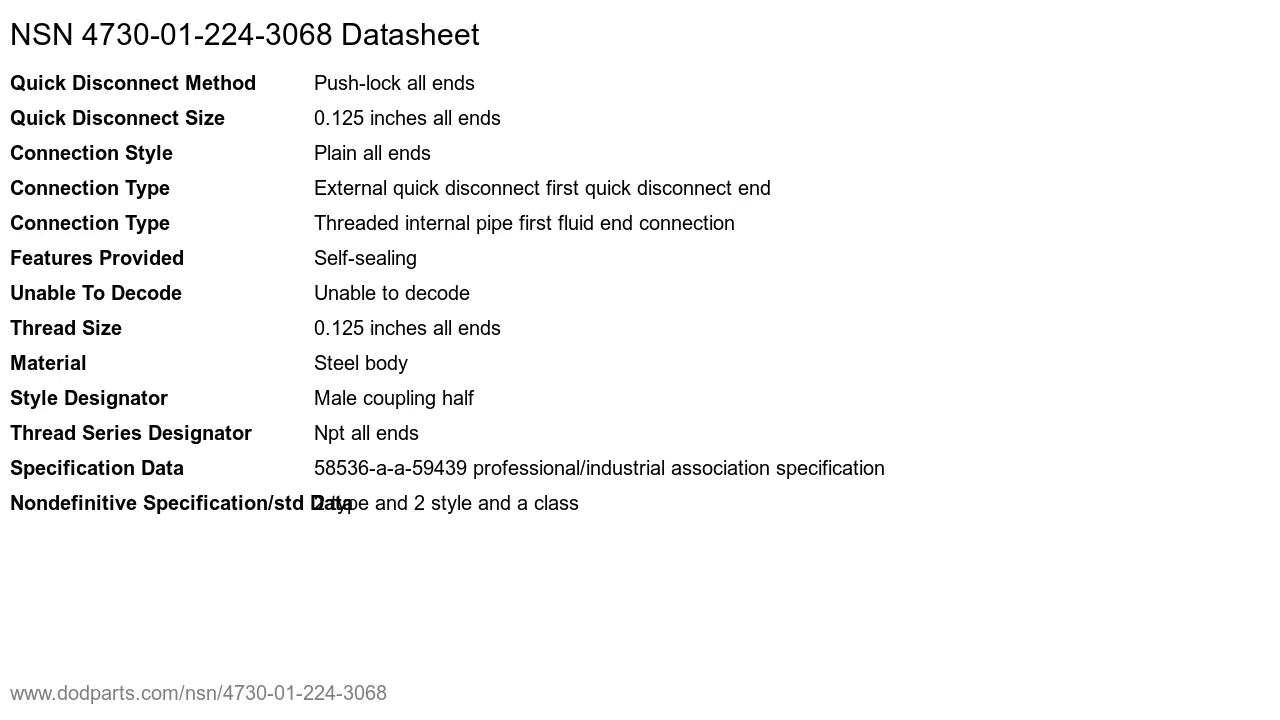 NSN 4730-01-224-3068 Datasheet
Quick Disconnect Method Push-lock all ends
Quick Disconnect Size 0.125 inches all ends
Connection Style Plain all ends
Connection Type External quick disconnect first quick disconnect end
Connection Type Threaded internal pipe first fluid end connection
Features Provided Self-sealing
Unable To Decode Unable to decode
Thread Size 0.125 inches all ends
Material Steel body
Style Designator Male coupling half
Thread Series Designator Npt all ends
Specification Data 58536-a-a-59439 professional/industrial association specification
Nondefinitive Specification/std Data 2 type and 2 style and a class
www.dodparts.com/nsn/4730-01-224-3068